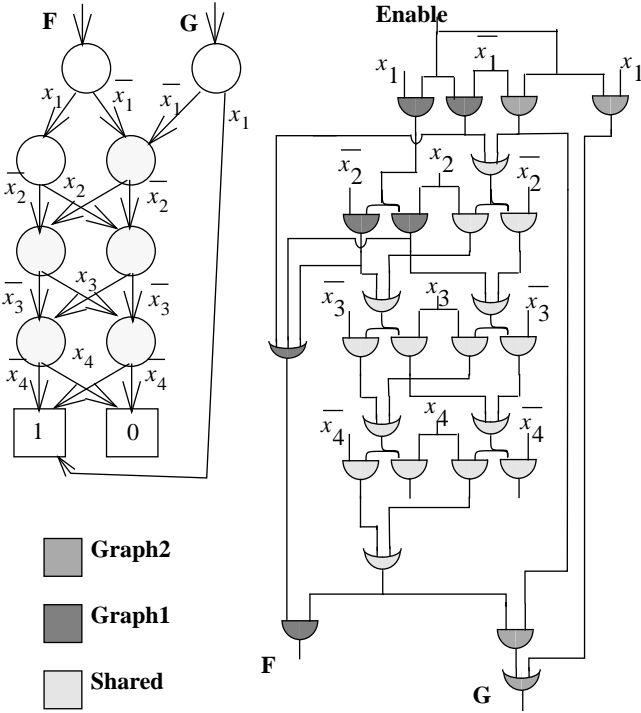 F G
x1 x̅1 x̅1 x1
x̅2 x2 x̅2
x̅3 x3 x̅3
x̅4 x4 x̅4
1 0
Graph2
Graph1
Shared
Enable
x1 x̅1 x1
x̅2 x2 x̅2
x̅3 x3 x̅3
x̅4 x4 x̅4
F
G